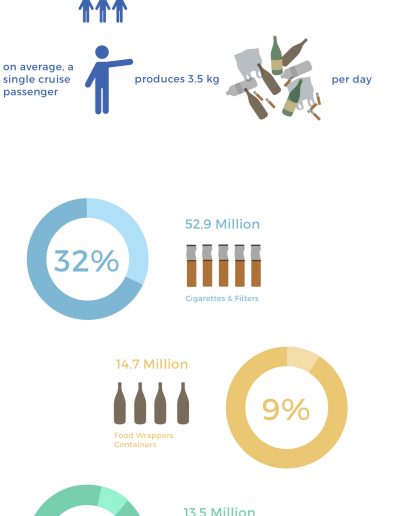 on average, a
single cruise
passenger
produces 3.5 kg
per day
32%
52.9 Million
Cigarettes & Filters
14.7 Million
Food Wrappers
Containers
9%
13.5 Million